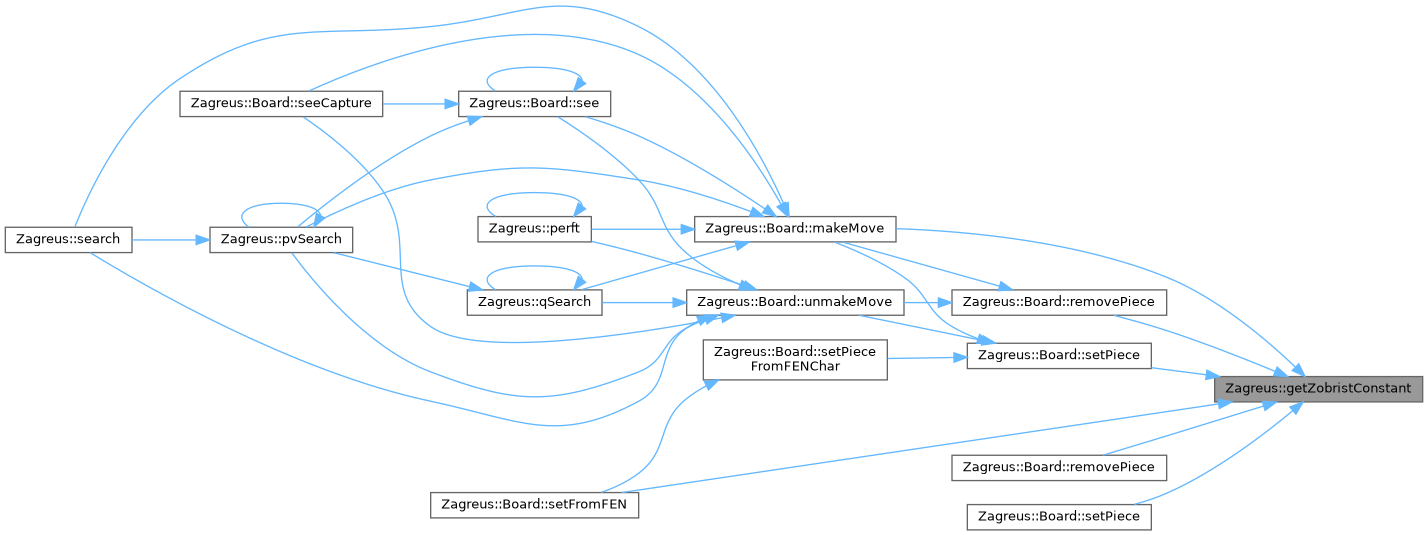 Zagreus::Board::seeCapture
Zagreus::Board::see
Zagreus::search
Zagreus::pvSearch
Zagreus::perft
Zagreus::Board::makeMove
Zagreus::qSearch
Zagreus::Board::unmakeMove
Zagreus::Board::removePiece
Zagreus::Board::setPiece
FromFENChar
Zagreus::Board::setPiece
Zagreus::getZobristConstant
Zagreus::Board::removePiece
Zagreus::Board::setFromFEN
Zagreus::Board::setPiece